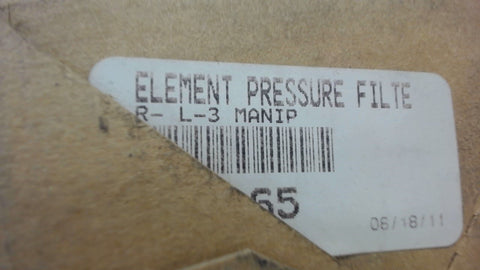 ELEMENT PRESSURE FILTE
R- L-3 MANIP
65
06/18/11